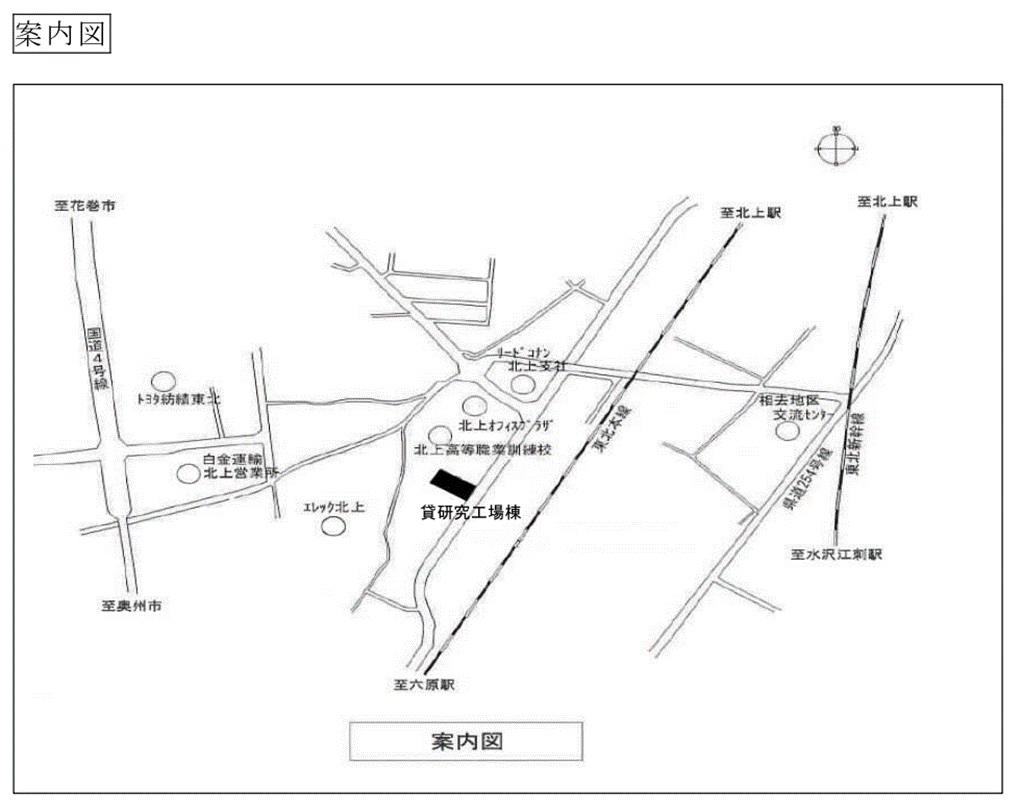 案内図
至花巻市
至北上駅
至北上駅
国道4号線
リードコナン
北上支社
トヨタ紡績東北
相去地区
交流センター
北上オフィスプラザ
東北本線
東北新幹線
北上高等職業訓練校
白金運輸
北上営業所
県道254号線
エレック北上
貸研究工場棟
至水沢江刺駅
至奥州市
至六原駅
案内図